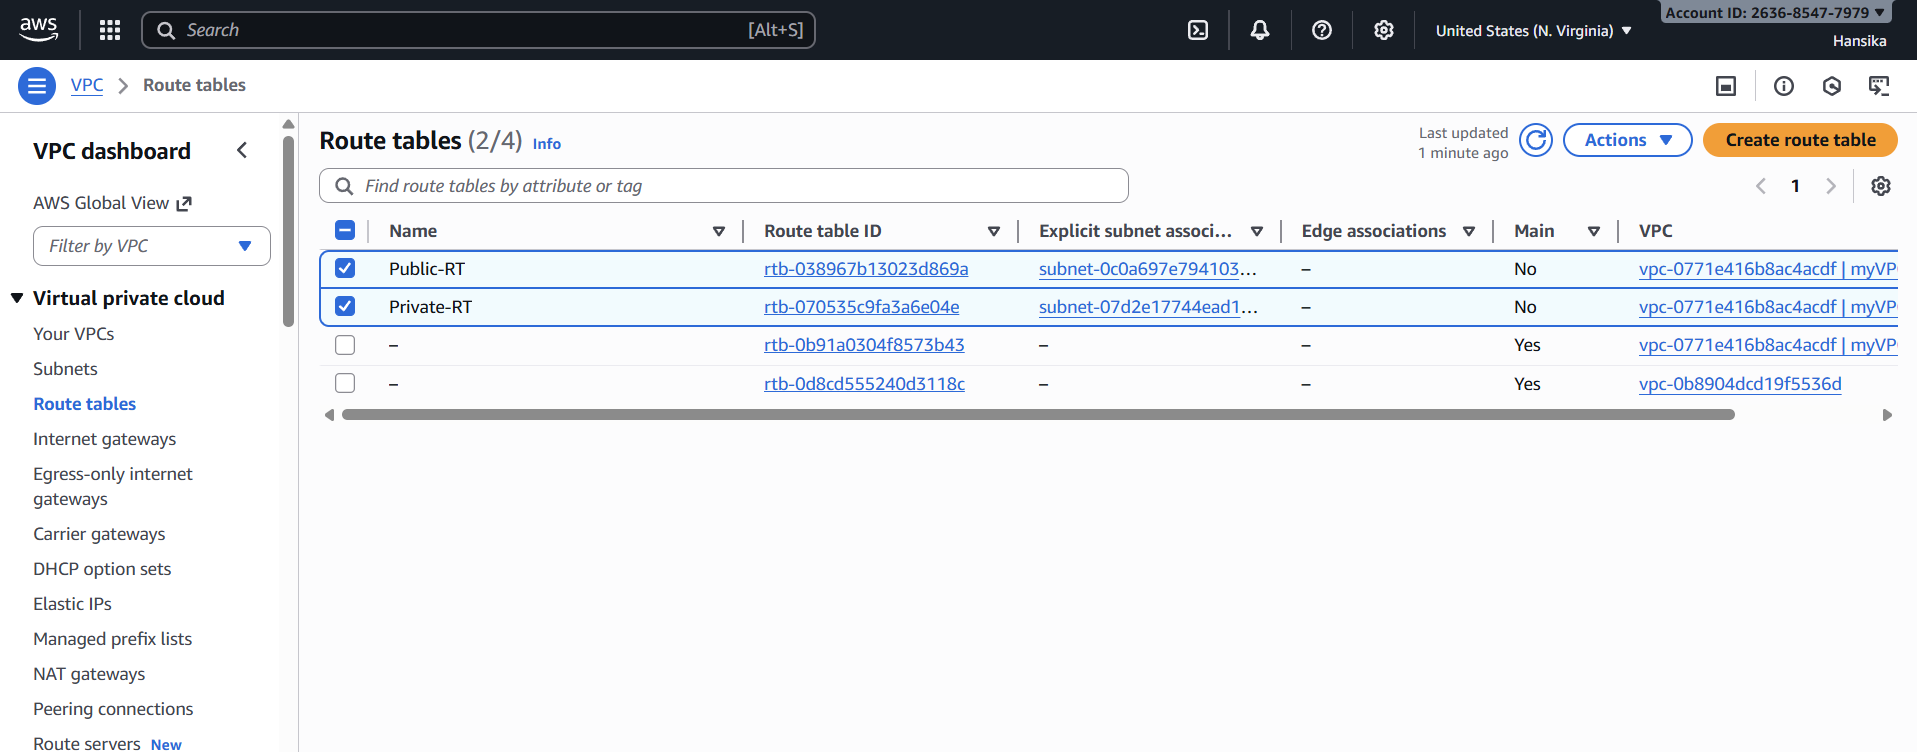 aws
Search [Alt+S]
United States (N. Virginia)
Account ID: 2636-8547-7979
Hansika
VPC
Route tables
VPC dashboard
AWS Global View
Filter by VPC
Virtual private cloud
Your VPCs
Subnets
Route tables
Internet gateways
Egress-only internet
gateways
Carrier gateways
DHCP option sets
Elastic IPs
Managed prefix lists
NAT gateways
Peering connections
Route servers New
Route tables (2/4) Info
Last updated
1 minute ago
Actions
Create route table
Find route tables by attribute or tag
1
Name Route table ID Explicit subnet associ... Edge associations Main VPC
Public-RT rtb-038967b13023d869a subnet-0c0a697e794103... – No vpc-0771e416b8ac4acdf | myVP
Private-RT rtb-070535c9fa3a6e04e subnet-07d2e17744ead1... – No vpc-0771e416b8ac4acdf | myVP
– rtb-0b91a0304f8573b43 – – Yes vpc-0771e416b8ac4acdf | myVP
– rtb-0d8cd555240d3118c – – Yes vpc-0b8904dcd19f5536d